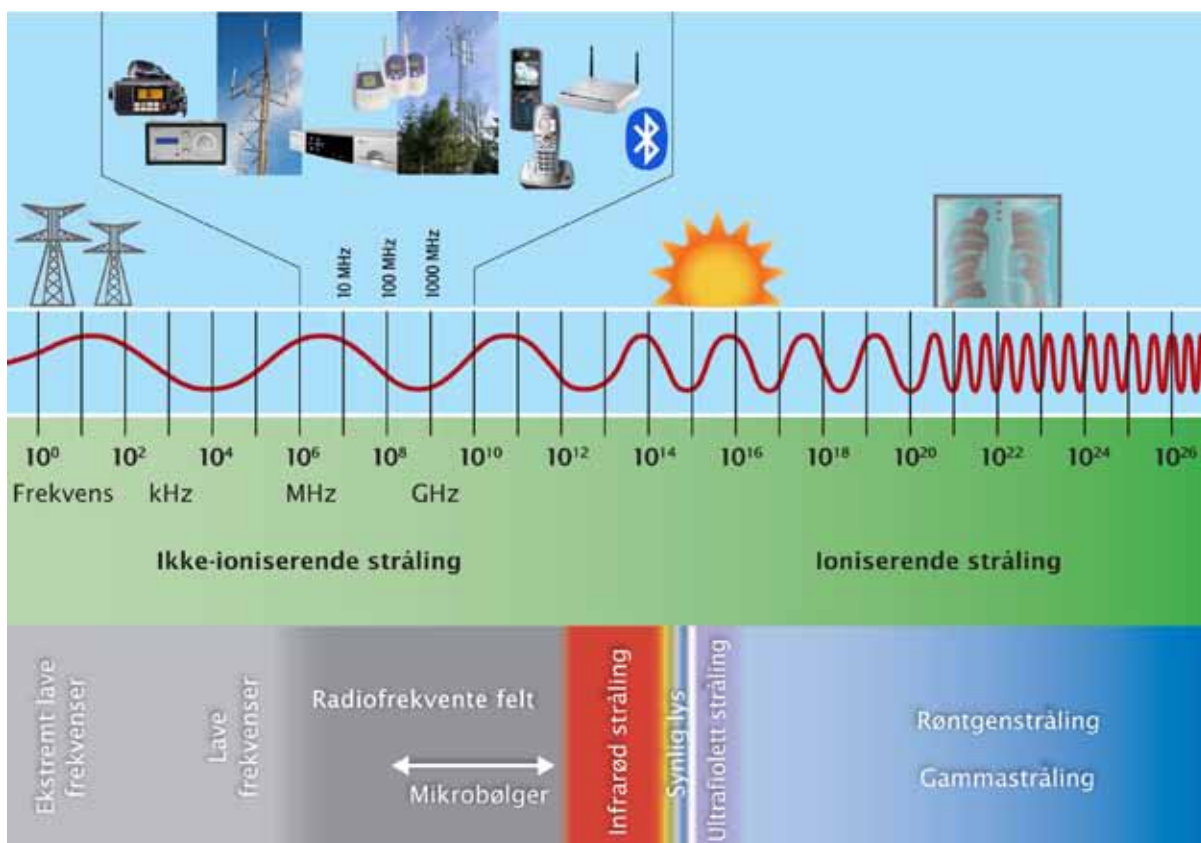 10 MHz
100 MHz
1000 MHz
10⁰ 10² 10⁴ 10⁶ 10⁸ 10¹⁰ 10¹² 10¹⁴ 10¹⁶ 10¹⁸ 10²⁰ 10²² 10²⁴ 10²⁶
Frekvens kHz MHz GHz
Ikke-ioniserende stråling
Ioniserende stråling
Ekstremt lave
frekvenser
Lave
frekvenser
Radiofrekvente felt
Mikrobølger
Infrarød stråling
Synlig lys
Ultrafiolett stråling
Røntgenstråling
Gammastråling